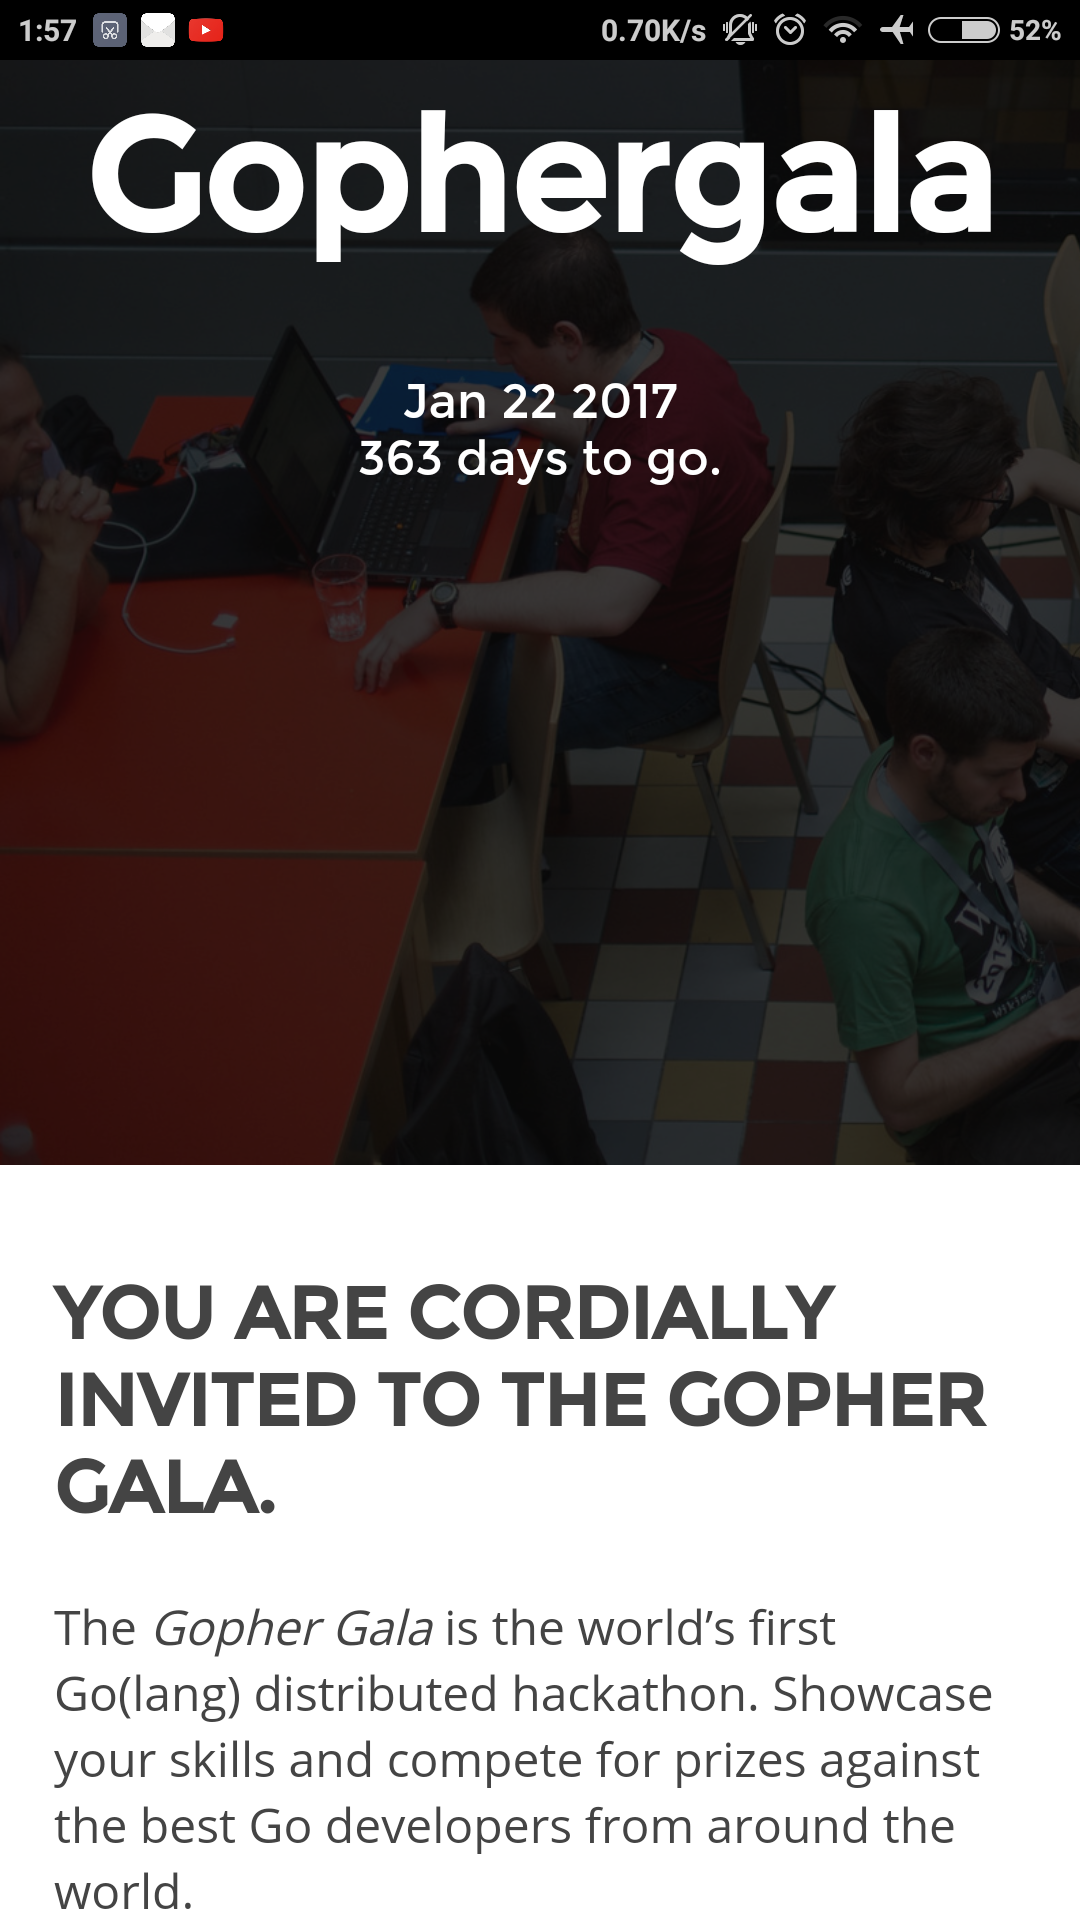 1:57 0.70K/s 52%
Gophergala
Jan 22 2017
363 days to go.
2013
YOU ARE CORDIALLY
INVITED TO THE GOPHER
GALA.
The Gopher Gala is the world’s first
Go(lang) distributed hackathon. Showcase
your skills and compete for prizes against
the best Go developers from around the
world.